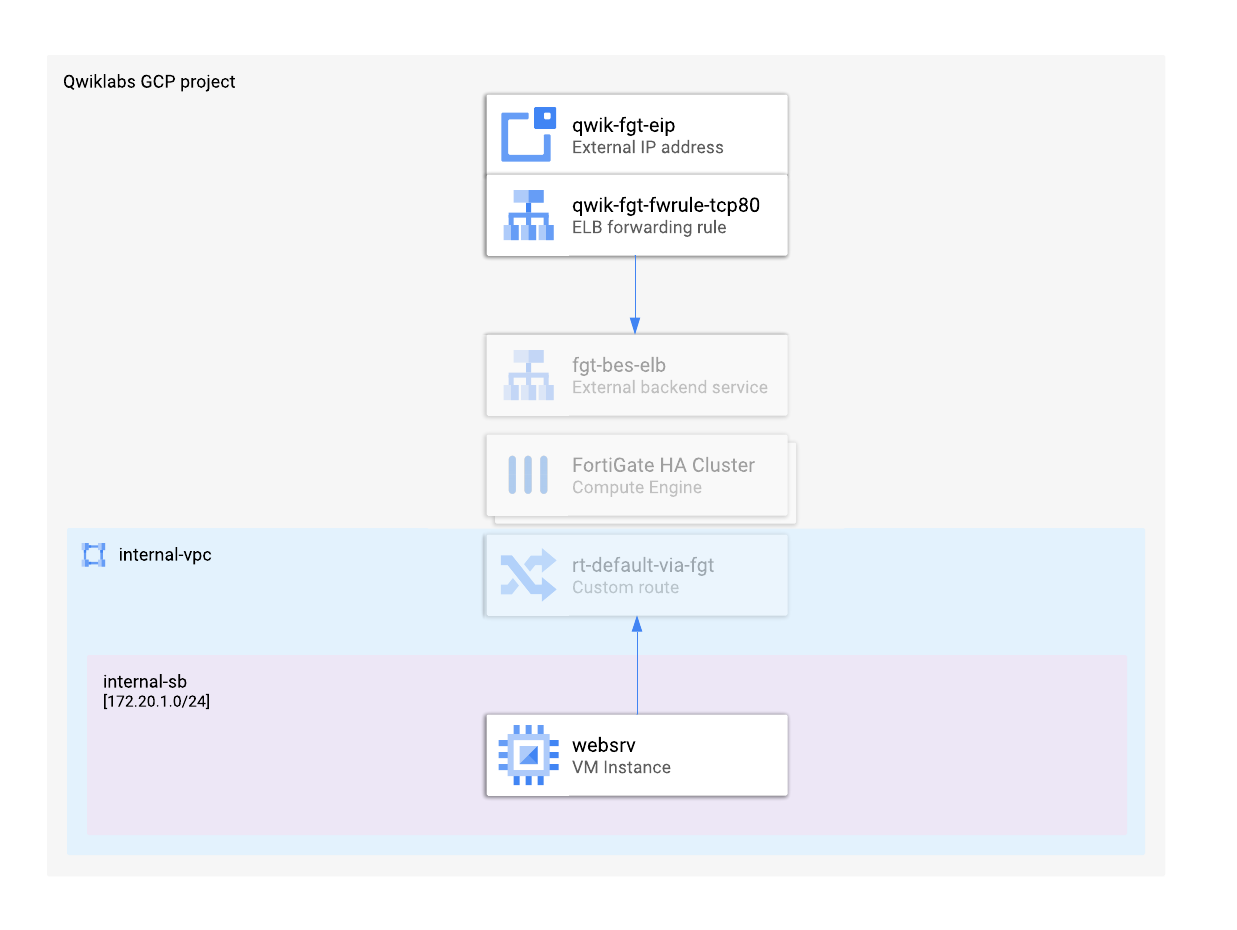 Qwiklabs GCP project
qwik-fgt-eip
External IP address
qwik-fgt-fwrule-tcp80
ELB forwarding rule
fgt-bes-elb
External backend service
FortiGate HA Cluster
Compute Engine
internal-vpc
rt-default-via-fgt
Custom route
internal-sb
[172.20.1.0/24]
websrv
VM Instance